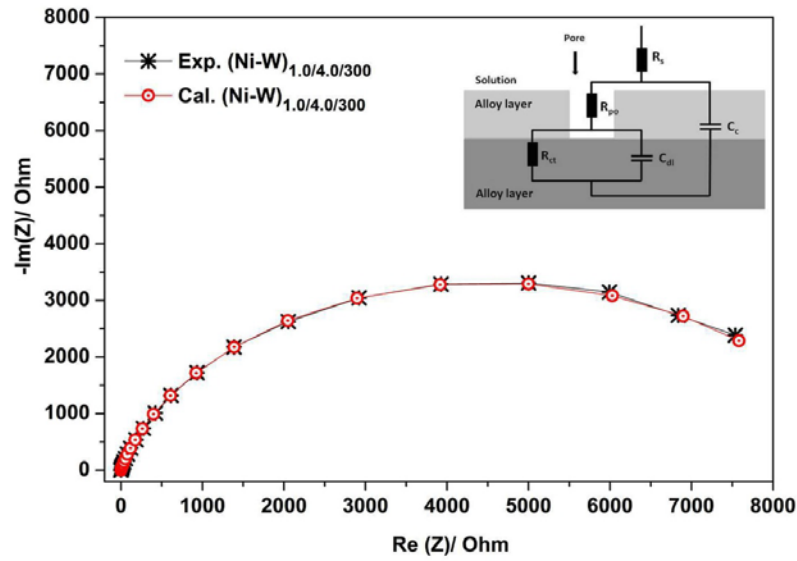 8000
7000
6000
5000
4000
3000
2000
1000
0
-Im(Z)/ Ohm
Exp. (Ni-W)1.0/4.0/300
Cal. (Ni-W)1.0/4.0/300
Pore
Rs
Solution
Alloy layer
Rpo
Cc
Rct
Cdl
Alloy layer
0 1000 2000 3000 4000 5000 6000 7000 8000
Re (Z)/ Ohm